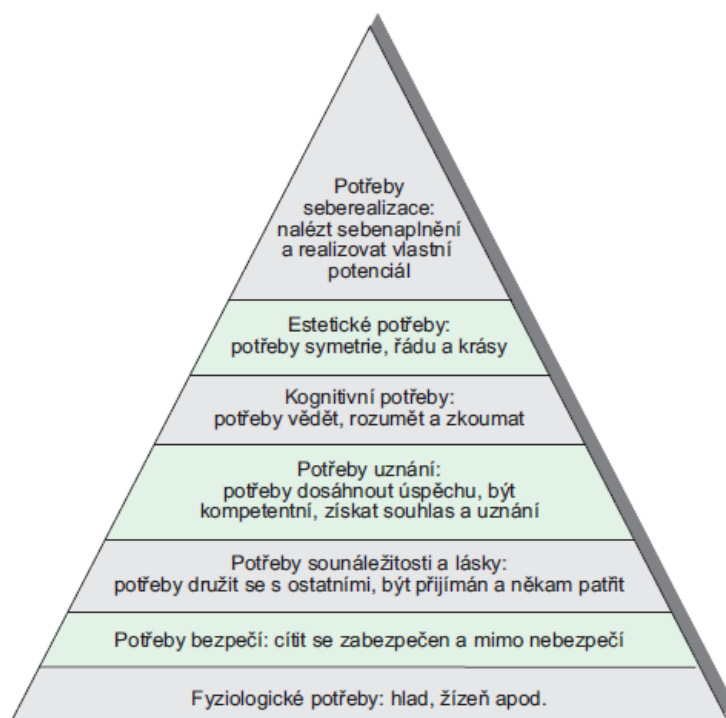 Potřeby
seberealizace:
nalézt sebenaplnění
a realizovat vlastní
potenciál
Estetické potřeby:
potřeby symetrie, řádu a krásy
Kognitivní potřeby:
potřeby vědět, rozumět a zkoumat
Potřeby uznání:
potřeby dosáhnout úspěchu, být
kompetentní, získat souhlas a uznání
Potřeby sounáležitosti a lásky:
potřeby družit se s ostatními, být přijímán a někam patřit
Potřeby bezpečí: cítit se zabezpečen a mimo nebezpečí
Fyziologické potřeby: hlad, žízeň apod.